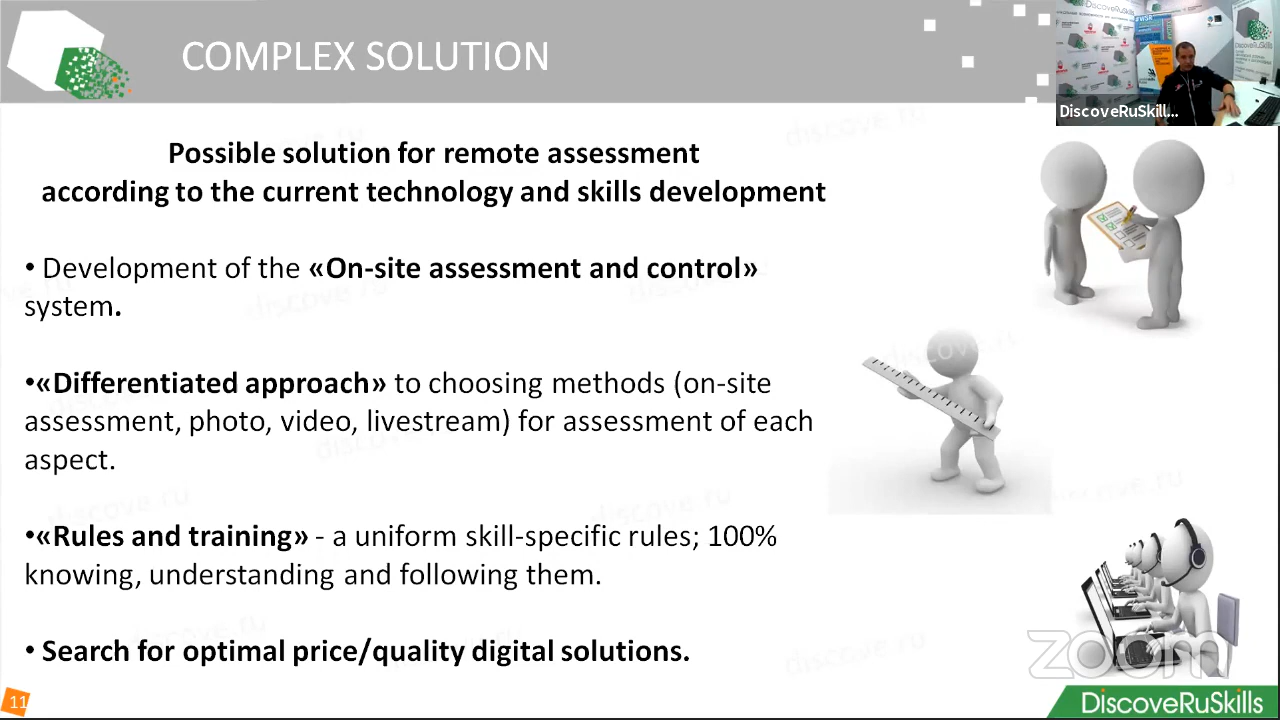 COMPLEX SOLUTION
DiscoveRuSkill...
Possible solution for remote assessment
according to the current technology and skills development
• Development of the «On-site assessment and control»
system.
•«Differentiated approach» to choosing methods (on-site
assessment, photo, video, livestream) for assessment of each
aspect.
•«Rules and training» - a uniform skill-specific rules; 100%
knowing, understanding and following them.
• Search for optimal price/quality digital solutions.
zoom
11
DiscoveRuSkills